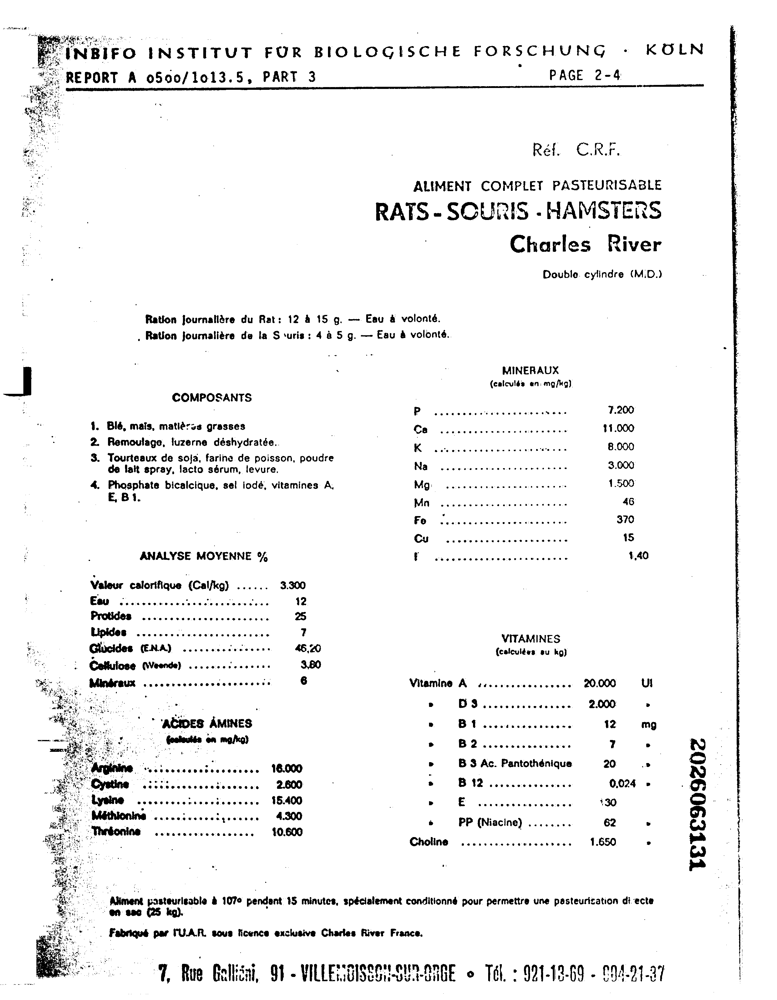 INBIFO INSTITUT FÜR BIOLOGISCHE FORSCHUNG · KÖLN
REPORT A 0500/1013.5, PART 3 PAGE 2-4
Réf. C.R.F.
ALIMENT COMPLET PASTEURISABLE
RATS - SOURIS - HAMSTERS
Charles River
Double cylindre (M.D.)
Ration journalière du Rat : 12 à 15 g. — Eau à volonté.
Ration journalière de la Souris : 4 à 5 g. — Eau à volonté.
COMPOSANTS
1. Blé, maïs, matières grasses
2. Remoulage, luzerne déshydratée.
3. Tourteaux de soja, farine de poisson, poudre
de lait spray, lacto sérum, levure.
4. Phosphate bicalcique, sel iodé, vitamines A,
E, B 1.
ANALYSE MOYENNE %
Valeur calorifique (Cal/kg) ...... 3.300
Eau ........................... 12
Protides ........................ 25
Lipides ........................ 7
Glucides (E.N.A.) ................ 46,20
Cellulose (Weende) ............... 3,80
Minéraux ........................ 6
ACIDES AMINES
(calculés en mg/kg)
Arginine ..................... 16.000
Cystine ..................... 2.600
Lysine ...................... 15.400
Méthionine ................... 4.300
Thréonine .................. 10.600
MINERAUX
(calculés en mg/kg)
P ........................ 7.200
Ca ........................ 11.000
K ........................ 8.000
Na ...................... 3.000
Mg ...................... 1.500
Mn ...................... 46
Fe ...................... 370
Cu ...................... 15
I ........................ 1,40
VITAMINES
(calculées au kg)
Vitamine A ................. 20.000 UI
» D 3 ................ 2.000 »
» B 1 ................ 12 mg
» B 2 ................ 7 »
» B 3 Ac. Pantothénique 20 »
» B 12 ............... 0,024 »
» E ................. 130
» PP (Niacine) ........ 62 »
Choline .................... 1.650 »
Aliment pasteurisable à 107° pendant 15 minutes, spécialement conditionné pour permettre une pasteurisation directe
en sac (25 kg).
Fabriqué par l'U.A.R. sous licence exclusive Charles River France.
7, Rue Galliéni, 91 - VILLEMOISSON-SUR-ORGE • Tél. : 921-13-69 - 904-21-37
2026063131